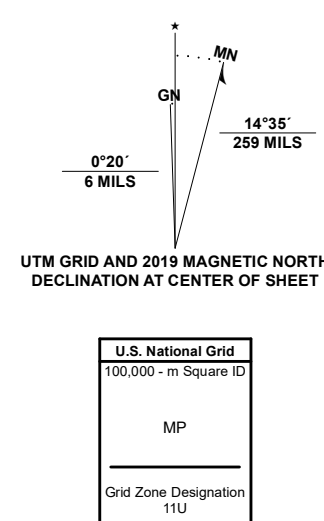 ★
MN
GN
14°35´
259 MILS
0°20´
6 MILS
UTM GRID AND 2019 MAGNETIC NORTH
DECLINATION AT CENTER OF SHEET
U.S. National Grid
100,000 - m Square ID
MP
Grid Zone Designation
11U